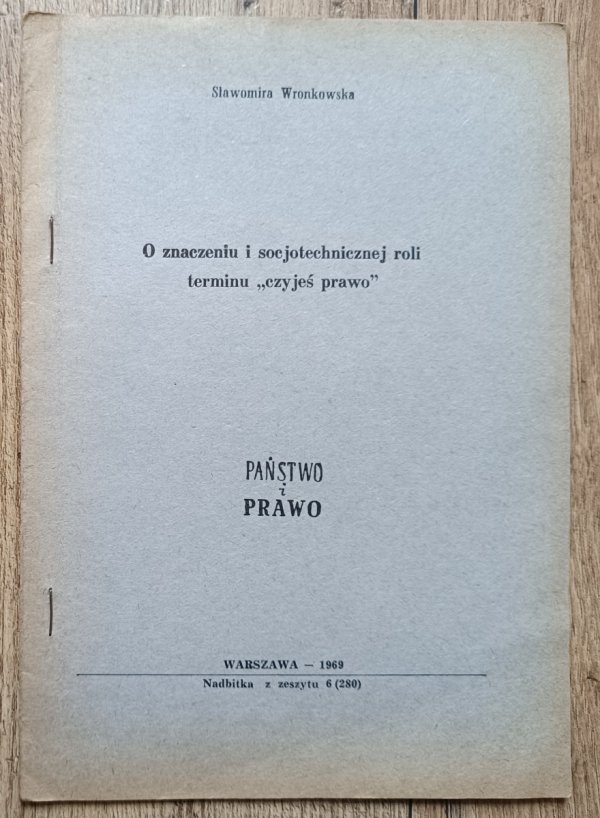 Sławomira Wronkowska
O znaczeniu i socjotechnicznej roli
terminu „czyjeś prawo”
PAŃSTWO
i
PRAWO
WARSZAWA — 1969
Nadbitka z zeszytu 6 (280)